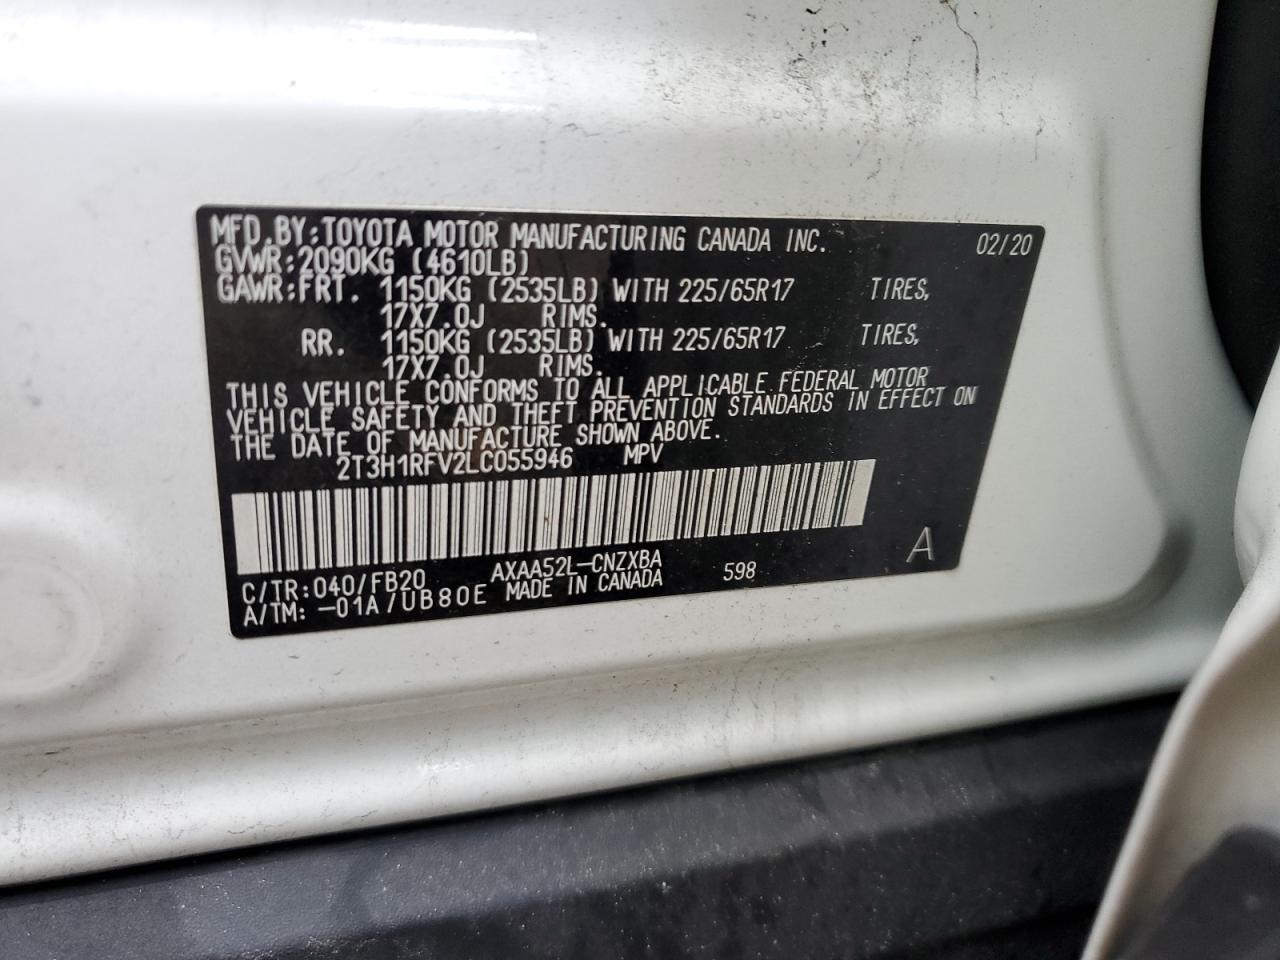 MFD.BY:TOYOTA MOTOR MANUFACTURING CANADA INC. 02/20
GVWR:2090KG (4610LB)
GAWR:FRT. 1150KG (2535LB) WITH 225/65R17 TIRES,
17X7.0J RIMS.
RR. 1150KG (2535LB) WITH 225/65R17 TIRES,
17X7.0J RIMS.
THIS VEHICLE CONFORMS TO ALL APPLICABLE FEDERAL MOTOR
VEHICLE SAFETY AND THEFT PREVENTION STANDARDS IN EFFECT ON
THE DATE OF MANUFACTURE SHOWN ABOVE.
2T3H1RFV2LC055946 MPV
A
C/TR:040/FB20 AXAA52L-CNZXBA 598
A/TM: -01A/UB80E MADE IN CANADA